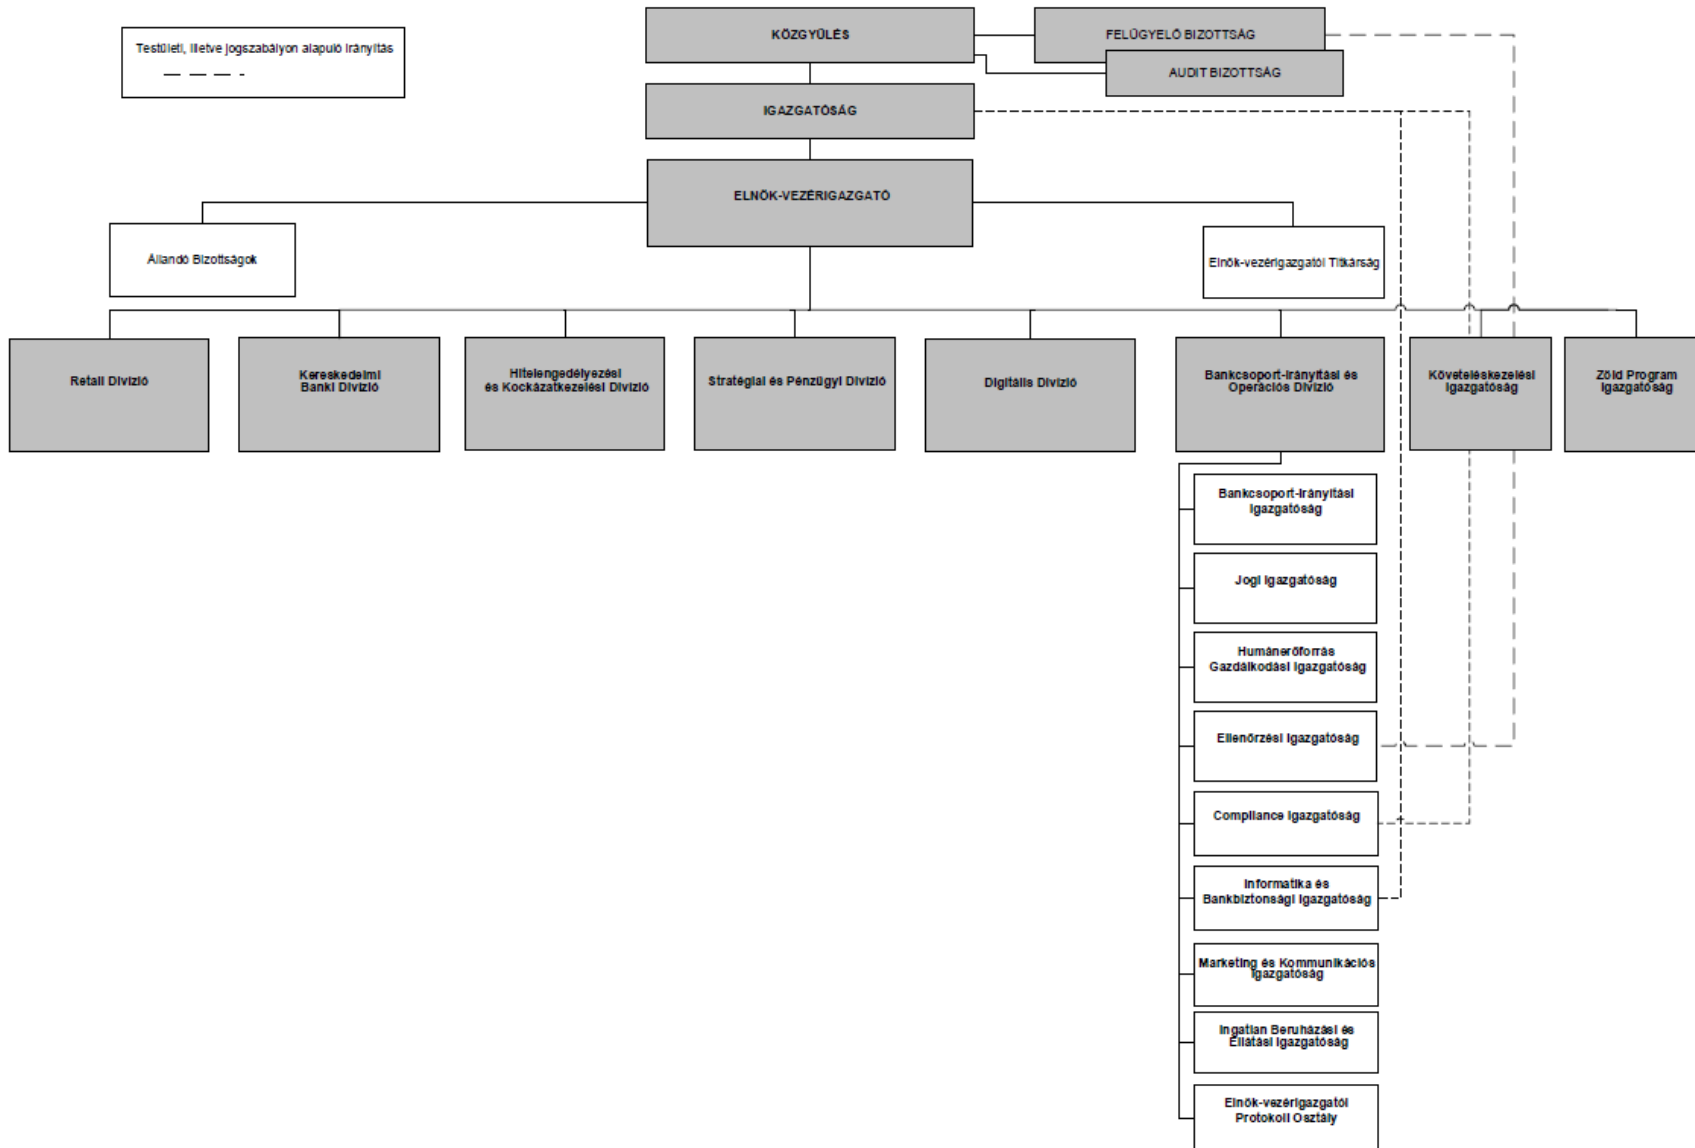 Testületi, illetve jogszabályon alapuló irányítás
KÖZGYŰLÉS
FELÜGYELŐ BIZOTTSÁG
AUDIT BIZOTTSÁG
IGAZGATÓSÁG
ELNÖK-VEZÉRIGAZGATÓ
Állandó Bizottságok
Elnök-vezérigazgatói Titkárság
Retail Divízió
Kereskedelmi
Banki Divízió
Hitelengedélyezési
és Kockázatkezelési Divízió
Stratégiai és Pénzügyi Divízió
Digitális Divízió
Bankcsoport-irányítási és
Operációs Divízió
Követeléskezelési
Igazgatóság
Zöld Program
Igazgatóság
Bankcsoport-irányítási
Igazgatóság
Jogi Igazgatóság
Humánerőforrás
Gazdálkodási Igazgatóság
Ellenőrzési Igazgatóság
Compliance Igazgatóság
Informatika és
Bankbiztonsági Igazgatóság
Marketing és Kommunikációs
Igazgatóság
Ingatlan Beruházási és
Ellátási Igazgatóság
Elnök-vezérigazgatói
Protokoll Osztály